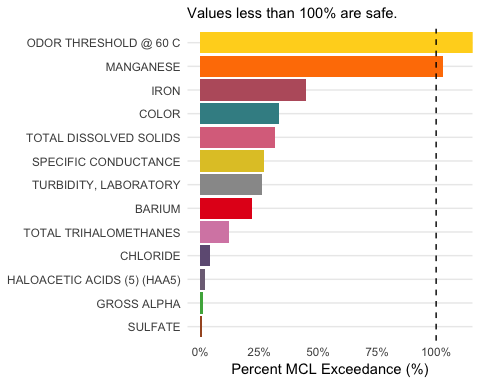 Values less than 100% are safe.
ODOR THRESHOLD @ 60 C
MANGANESE
IRON
COLOR
TOTAL DISSOLVED SOLIDS
SPECIFIC CONDUCTANCE
TURBIDITY, LABORATORY
BARIUM
TOTAL TRIHALOMETHANES
CHLORIDE
HALOACETIC ACIDS (5) (HAA5)
GROSS ALPHA
SULFATE
0% 25% 50% 75% 100%
Percent MCL Exceedance (%)